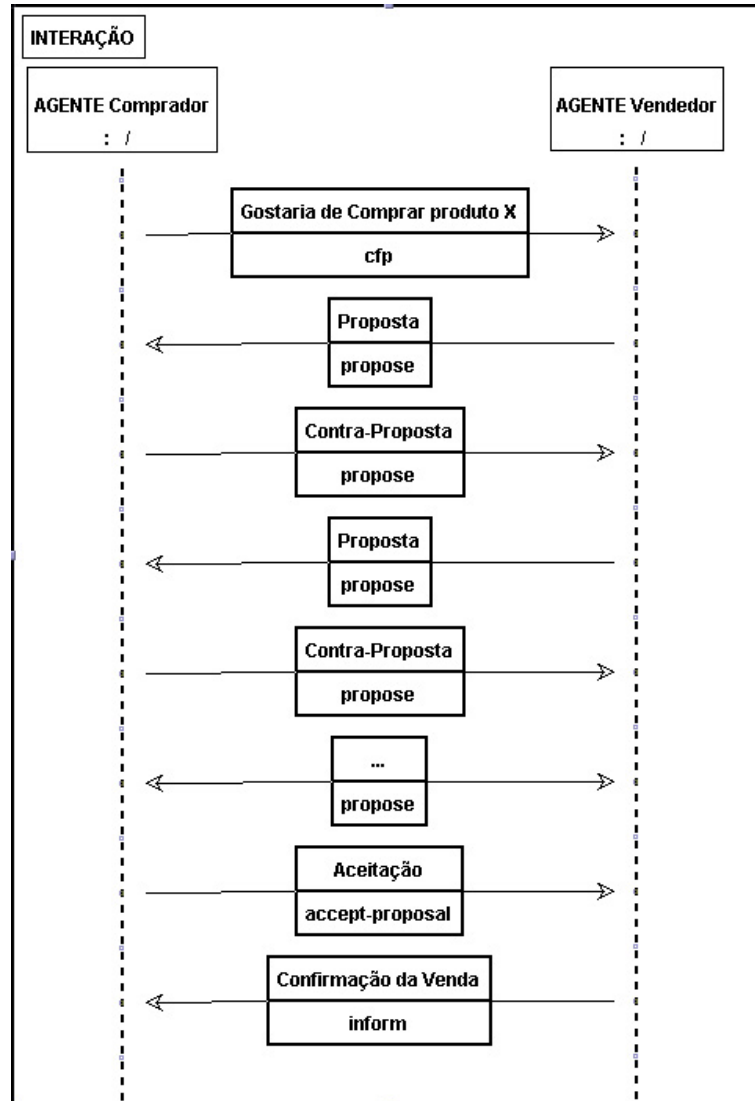 INTERAÇÃO
AGENTE Comprador
: /
AGENTE Vendedor
: /
Gostaria de Comprar produto X
cfp
Proposta
propose
Contra-Proposta
propose
Proposta
propose
Contra-Proposta
propose
...
propose
Aceitação
accept-proposal
Confirmação da Venda
inform